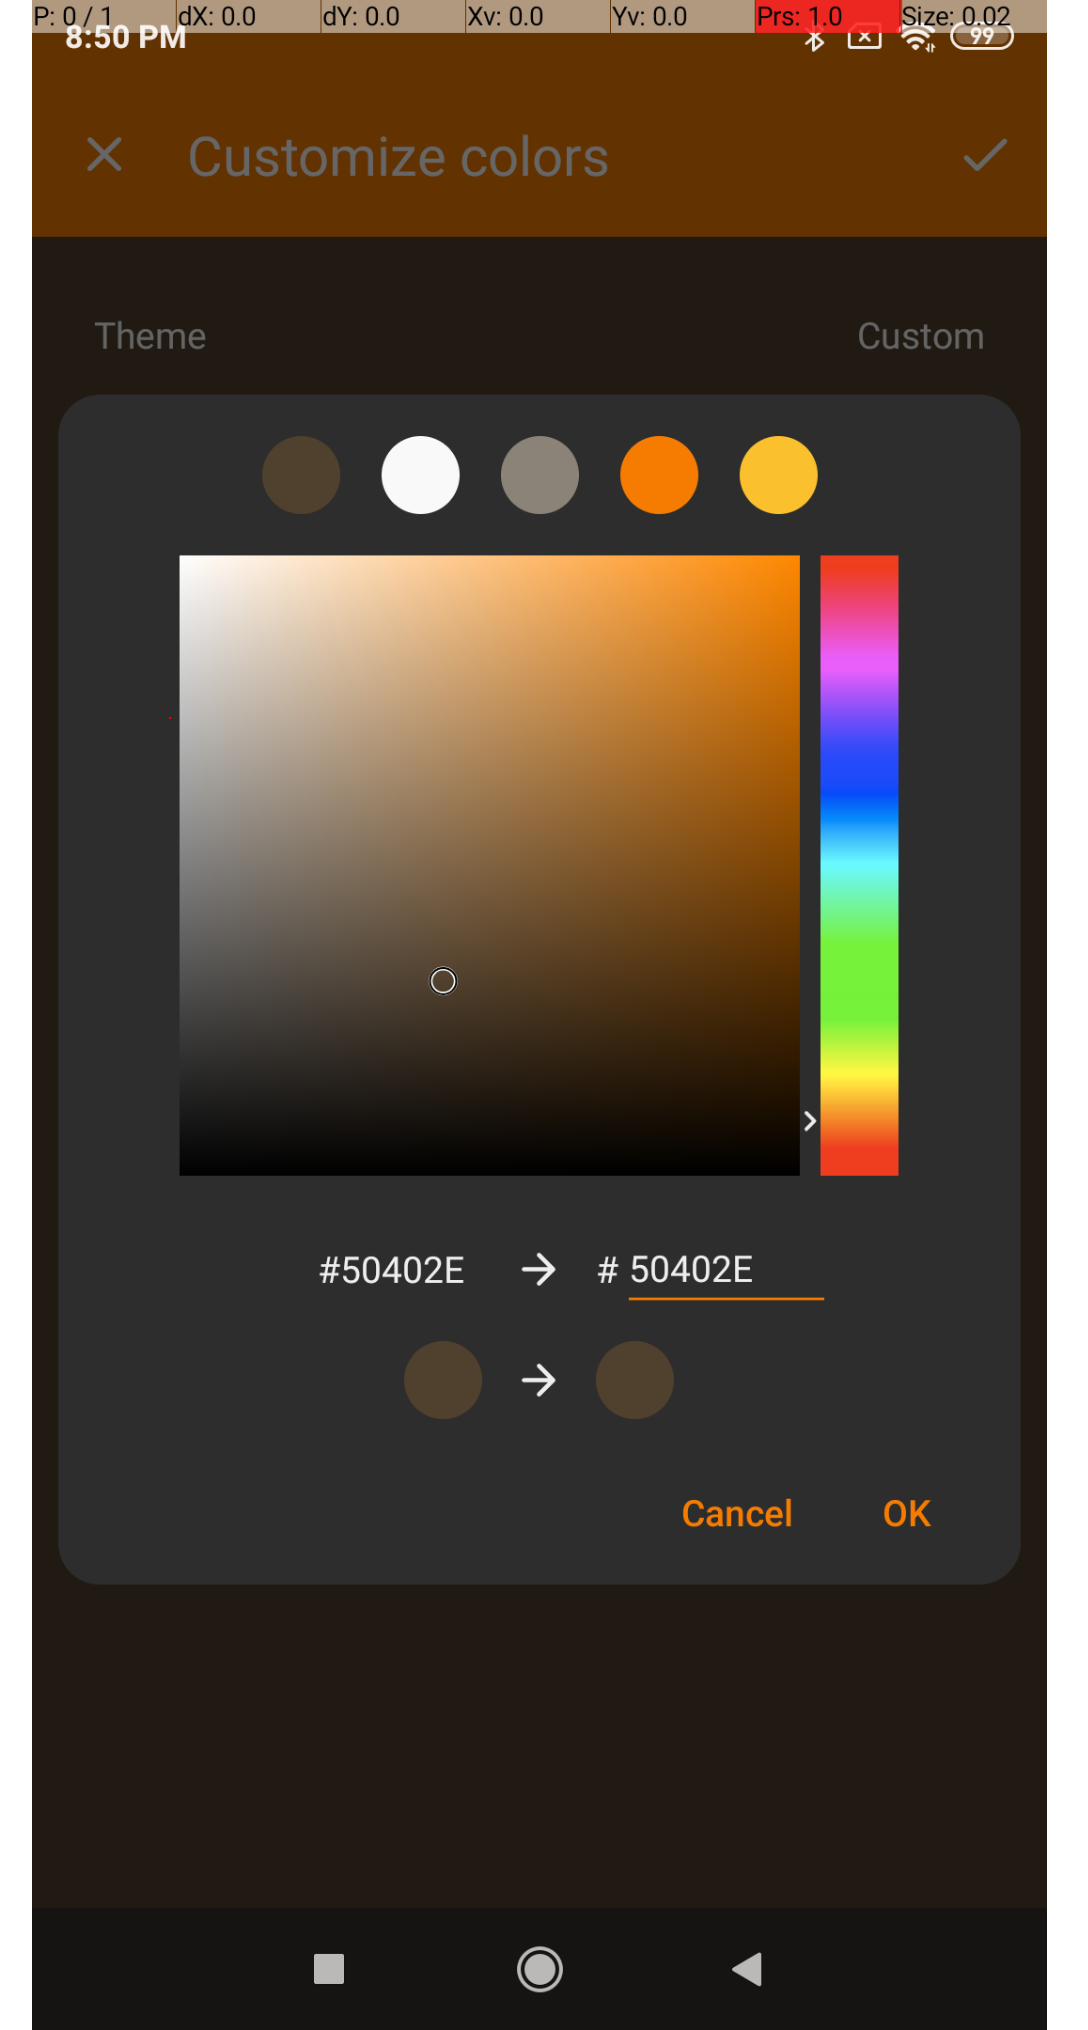 P: 0 / 1 dX: 0.0 dY: 0.0 Xv: 0.0 Yv: 0.0 Prs: 1.0 Size: 0.02
8:50 PM 99
Customize colors
Theme Custom
#50402E # 50402E
Cancel OK